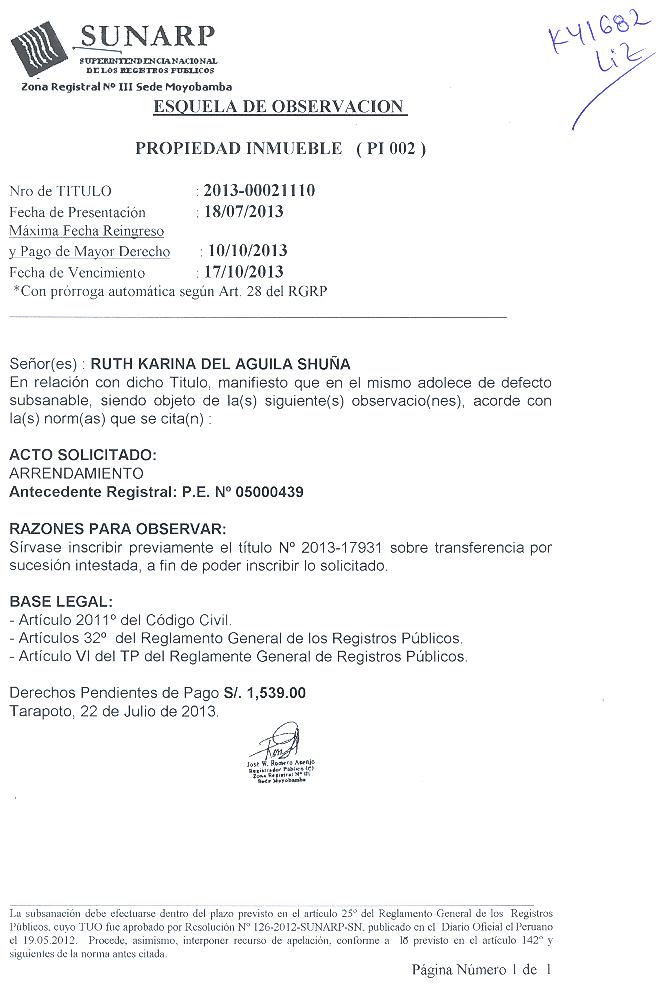 SUNARP
SUPERINTENDENCIA NACIONAL
DE LOS REGISTROS PUBLICOS
Zona Registral Nº III Sede Moyobamba
K41682
Liz
ESQUELA DE OBSERVACION
PROPIEDAD INMUEBLE ( PI 002 )
Nro de TITULO : 2013-00021110
Fecha de Presentación : 18/07/2013
Máxima Fecha Reingreso
y Pago de Mayor Derecho : 10/10/2013
Fecha de Vencimiento : 17/10/2013
*Con prórroga automática según Art. 28 del RGRP
Señor(es) : RUTH KARINA DEL AGUILA SHUÑA
En relación con dicho Titulo, manifiesto que en el mismo adolece de defecto
subsanable, siendo objeto de la(s) siguiente(s) observacio(nes), acorde con
la(s) norm(as) que se cita(n) :
ACTO SOLICITADO:
ARRENDAMIENTO
Antecedente Registral: P.E. Nº 05000439
RAZONES PARA OBSERVAR:
Sírvase inscribir previamente el título Nº 2013-17931 sobre transferencia por
sucesión intestada, a fin de poder inscribir lo solicitado.
BASE LEGAL:
- Artículo 2011º del Código Civil.
- Artículos 32º del Reglamento General de los Registros Públicos.
- Artículo VI del TP del Reglamente General de Registros Públicos.
Derechos Pendientes de Pago S/. 1,539.00
Tarapoto, 22 de Julio de 2013.
José W. Romero Asenjo
Registrador Público (e)
Zona Registral Nº III
Sede Moyobamba
La subsanación debe efectuarse dentro del plazo previsto en el artículo 25º del Reglamento General de los Registros
Públicos, cuyo TUO fue aprobado por Resolución Nº 126-2012-SUNARP-SN, publicado en el Diario Oficial el Peruano
el 19.05.2012. Procede, asimismo, interponer recurso de apelación, conforme a lo previsto en el artículo 142º y
siguientes de la norma antes citada.
Página Número 1 de 1